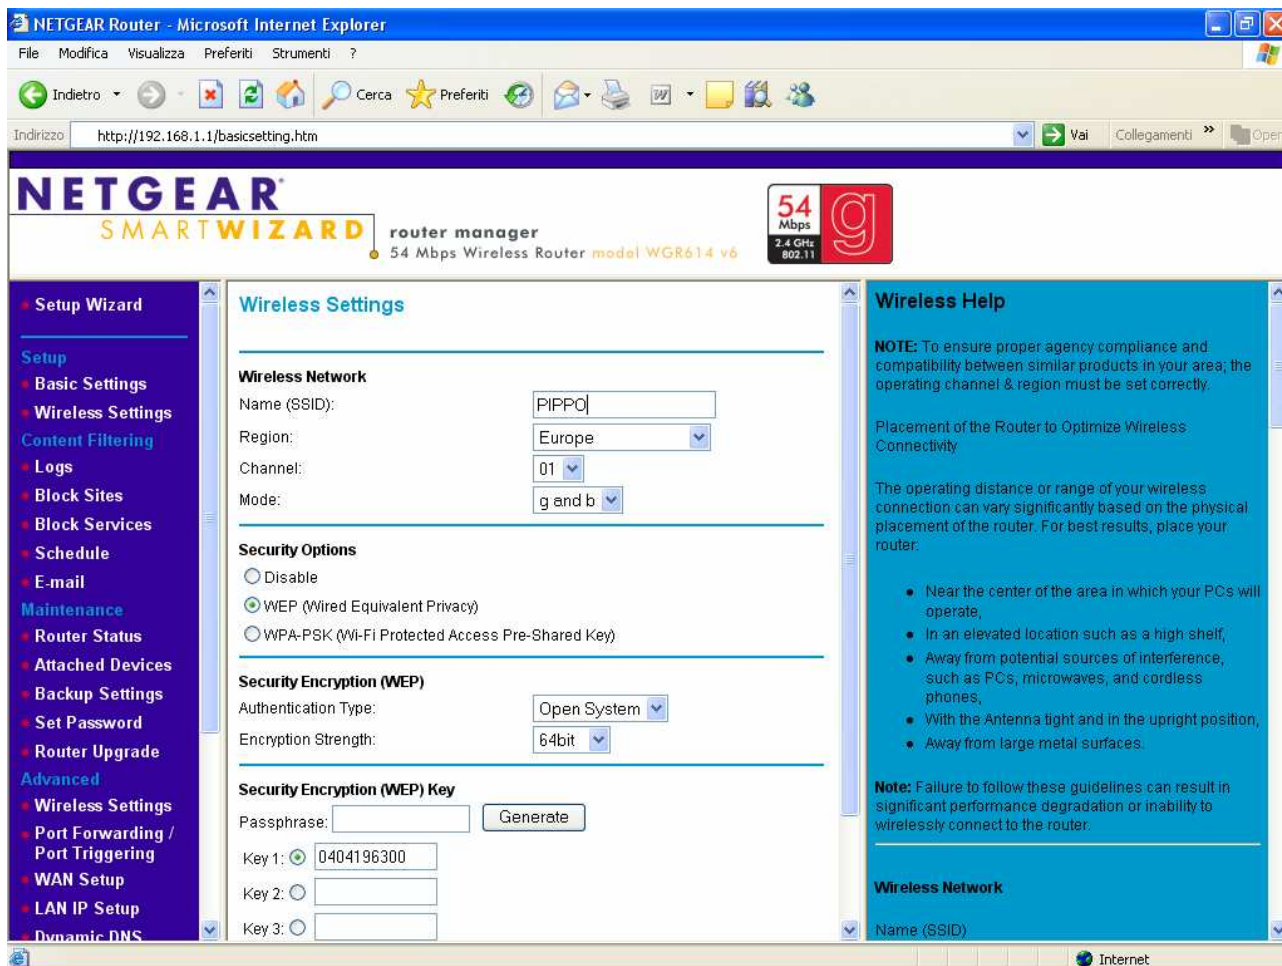 NETGEAR Router - Microsoft Internet Explorer
File Modifica Visualizza Preferiti Strumenti ?
Indietro Cerca Preferiti
Indirizzo http://192.168.1.1/basicsetting.htm Vai Collegamenti »
NETGEAR
SMARTWIZARD router manager
54 Mbps Wireless Router model WGR614 v6
54
Mbps
2.4 GHz
802.11
g
Setup Wizard
Setup
Basic Settings
Wireless Settings
Content Filtering
Logs
Block Sites
Block Services
Schedule
E-mail
Maintenance
Router Status
Attached Devices
Backup Settings
Set Password
Router Upgrade
Advanced
Wireless Settings
Port Forwarding /
Port Triggering
WAN Setup
LAN IP Setup
Dynamic DNS
Wireless Settings
Wireless Network
Name (SSID): PIPPO
Region: Europe
Channel: 01
Mode: g and b
Security Options
Disable
WEP (Wired Equivalent Privacy)
WPA-PSK (Wi-Fi Protected Access Pre-Shared Key)
Security Encryption (WEP)
Authentication Type: Open System
Encryption Strength: 64bit
Security Encryption (WEP) Key
Passphrase: Generate
Key 1: 0404196300
Key 2:
Key 3:
Wireless Help
NOTE: To ensure proper agency compliance and
compatibility between similar products in your area; the
operating channel & region must be set correctly.
Placement of the Router to Optimize Wireless
Connectivity
The operating distance or range of your wireless
connection can vary significantly based on the physical
placement of the router. For best results, place your
router:
Near the center of the area in which your PCs will
operate,
In an elevated location such as a high shelf,
Away from potential sources of interference,
such as PCs, microwaves, and cordless
phones,
With the Antenna tight and in the upright position,
Away from large metal surfaces.
Note: Failure to follow these guidelines can result in
significant performance degradation or inability to
wirelessly connect to the router.
Wireless Network
Name (SSID)
Internet